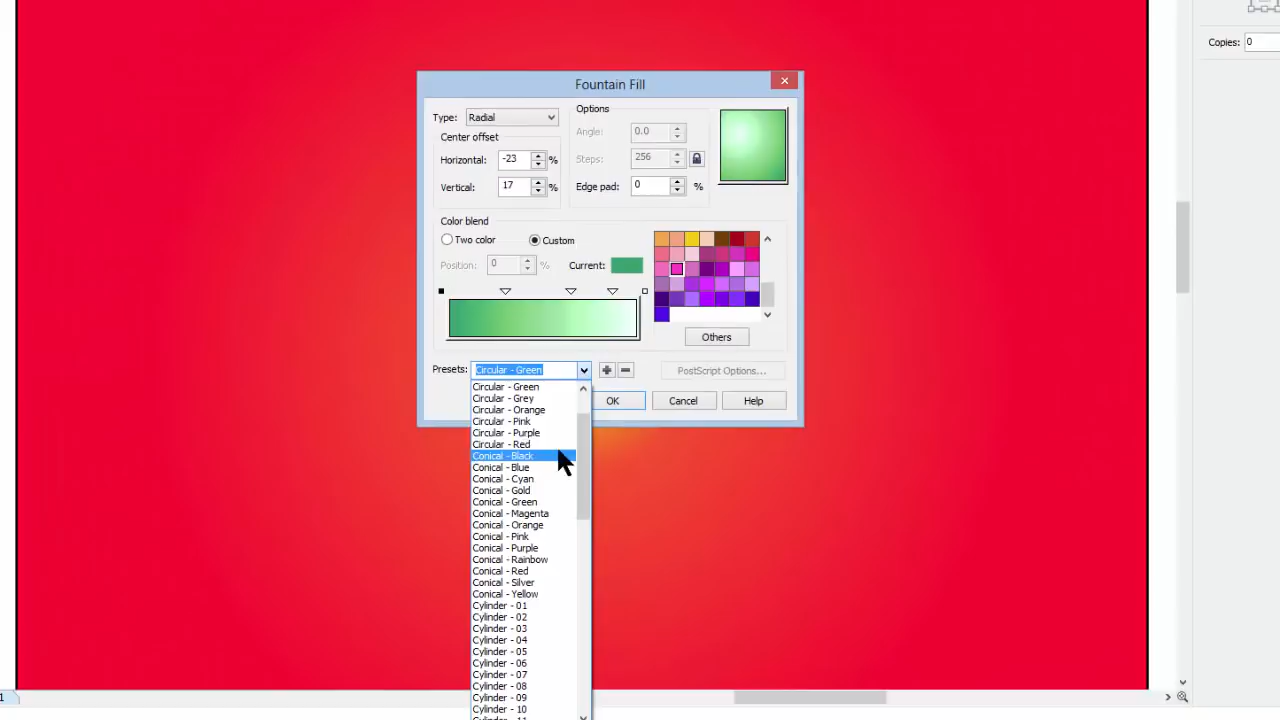 Copies: 0
Fountain Fill
Type: Radial
Options
Angle: 0.0
Center offset
Steps: 256
Horizontal: -23 %
Vertical: 17 %
Edge pad: 0 %
Color blend
Two color
Custom
Position: 0 %
Current:
Others
Presets: Circular - Green
PostScript Options...
OK
Cancel
Help
Circular - Green
Circular - Grey
Circular - Orange
Circular - Pink
Circular - Purple
Circular - Red
Conical - Black
Conical - Blue
Conical - Cyan
Conical - Gold
Conical - Green
Conical - Magenta
Conical - Orange
Conical - Pink
Conical - Purple
Conical - Rainbow
Conical - Red
Conical - Silver
Conical - Yellow
Cylinder - 01
Cylinder - 02
Cylinder - 03
Cylinder - 04
Cylinder - 05
Cylinder - 06
Cylinder - 07
Cylinder - 08
Cylinder - 09
Cylinder - 10
Cylinder - 11
1